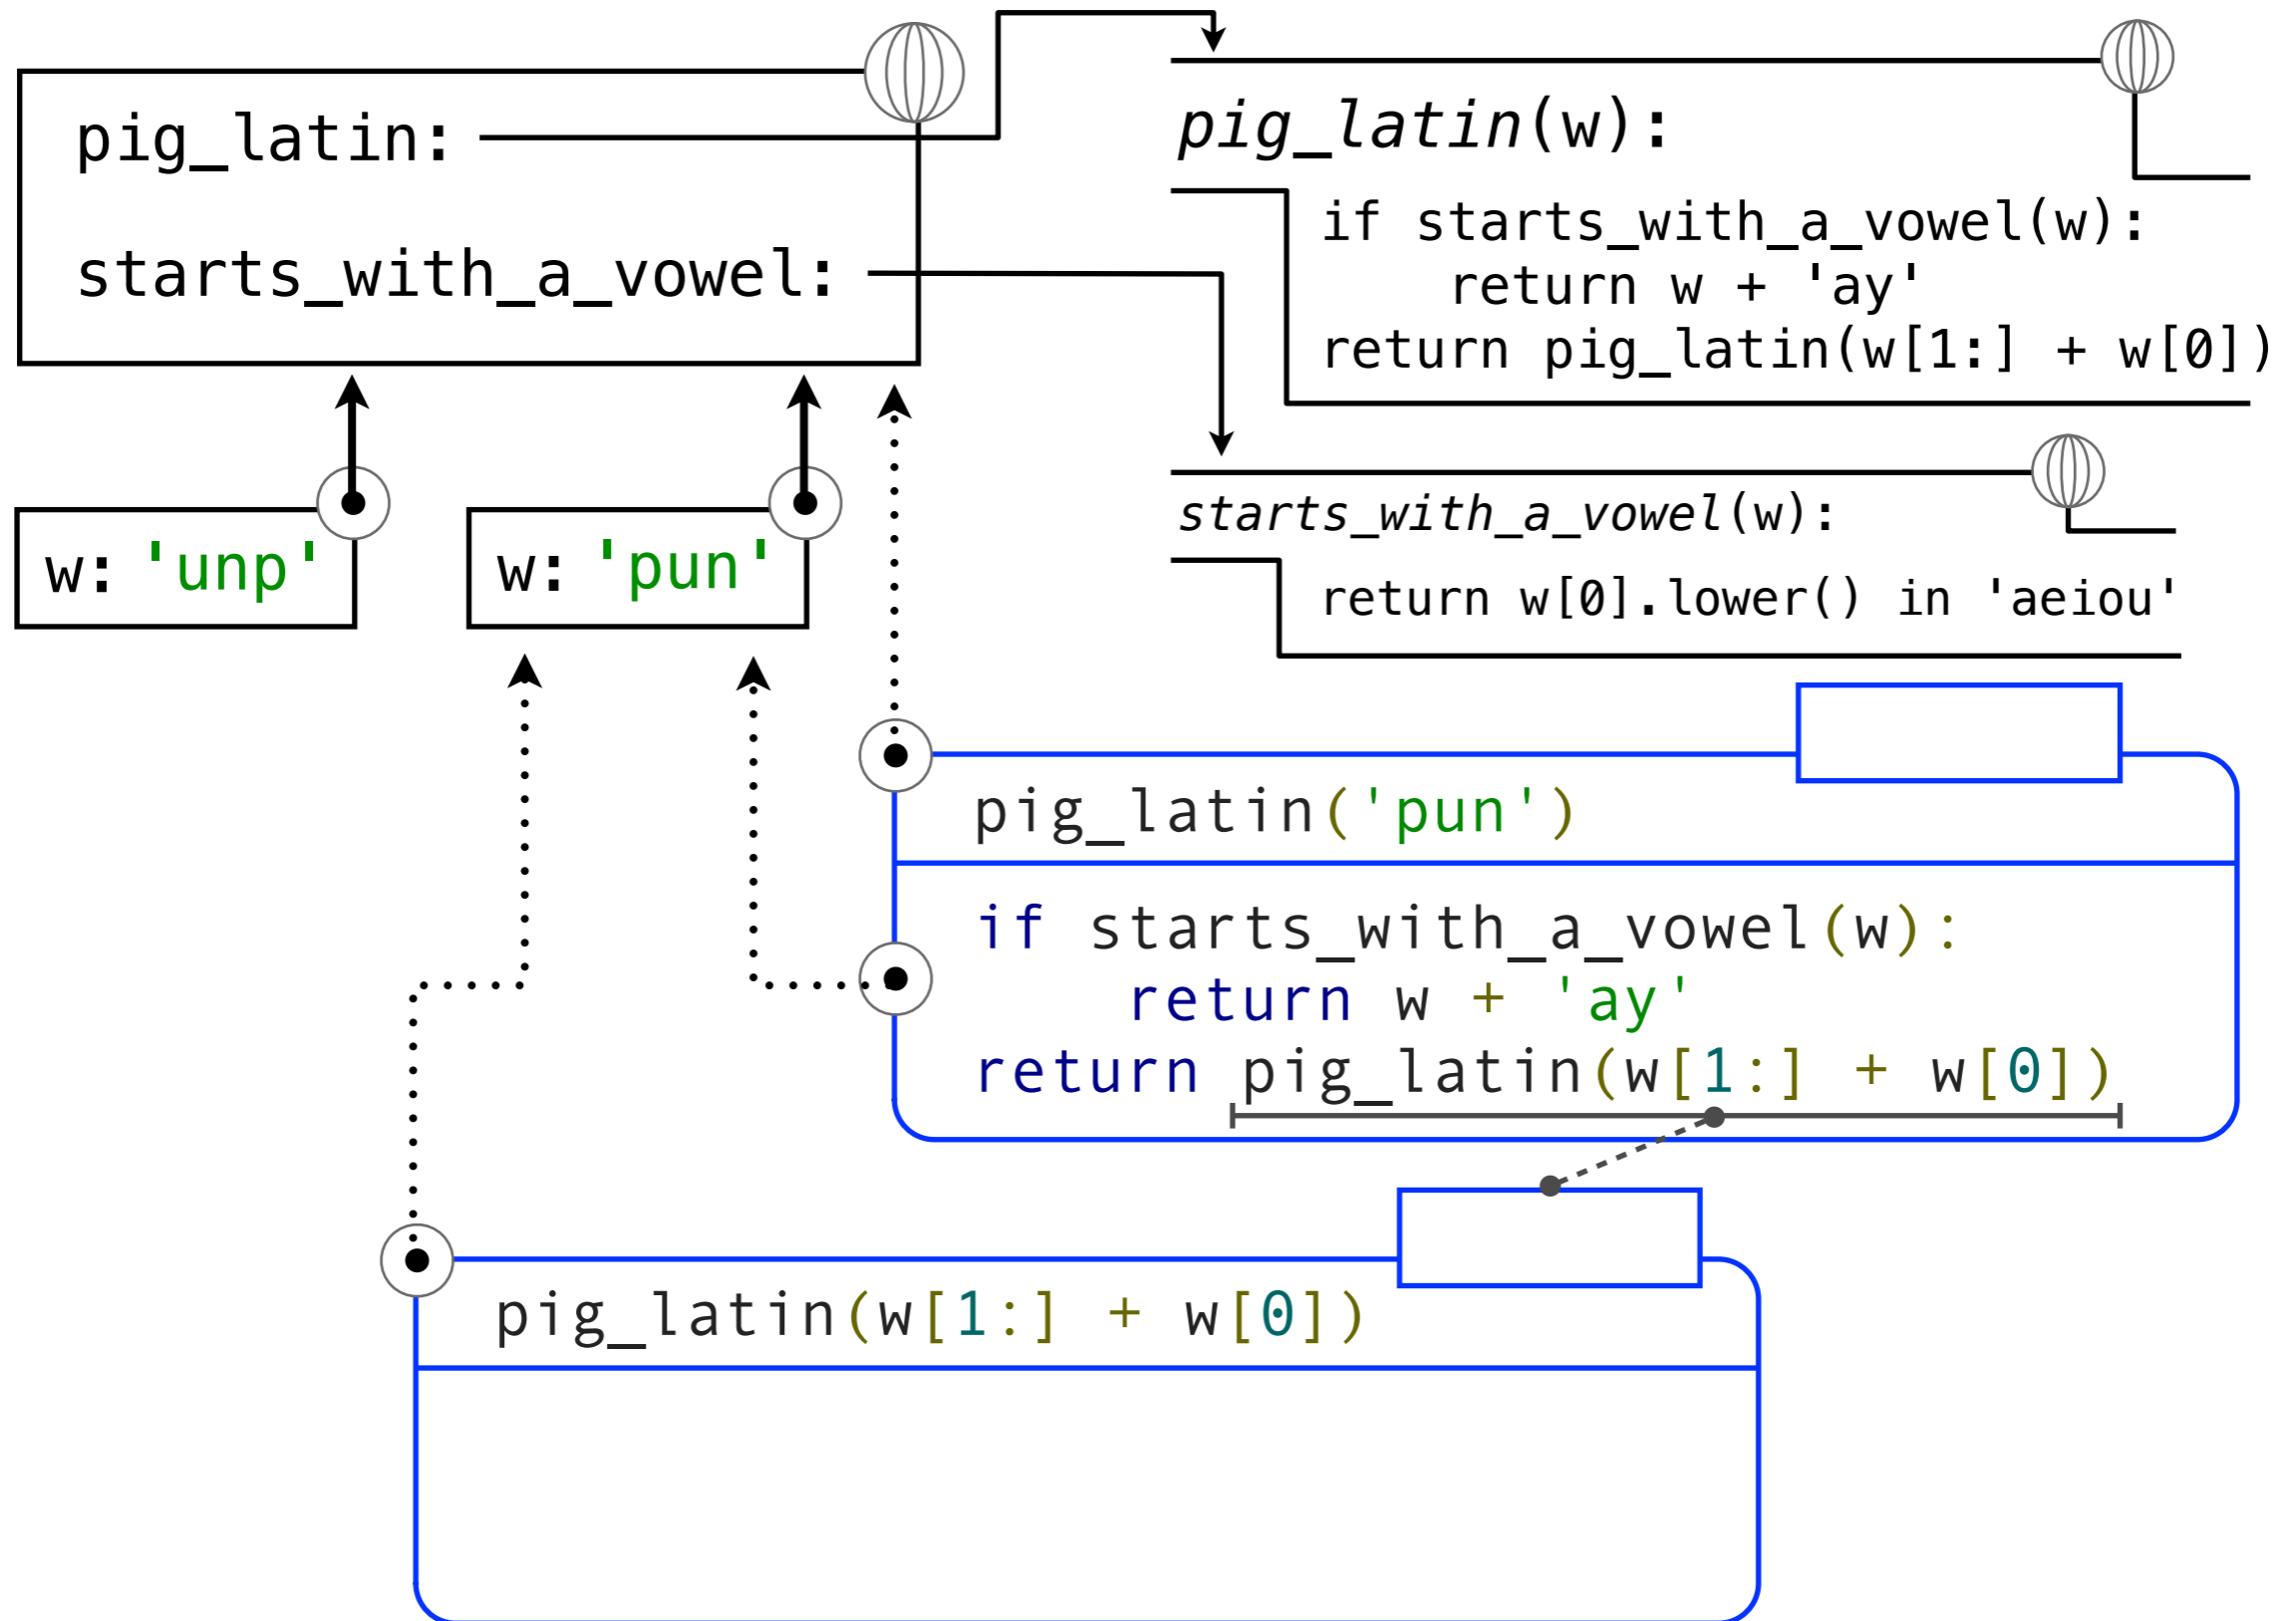 pig_latin:
starts_with_a_vowel:
pig_latin(w):
if starts_with_a_vowel(w):
    return w + 'ay'
return pig_latin(w[1:] + w[0])
w: 'unp'
w: 'pun'
starts_with_a_vowel(w):
return w[0].lower() in 'aeiou'
pig_latin('pun')
if starts_with_a_vowel(w):
    return w + 'ay'
return pig_latin(w[1:] + w[0])
pig_latin(w[1:] + w[0])